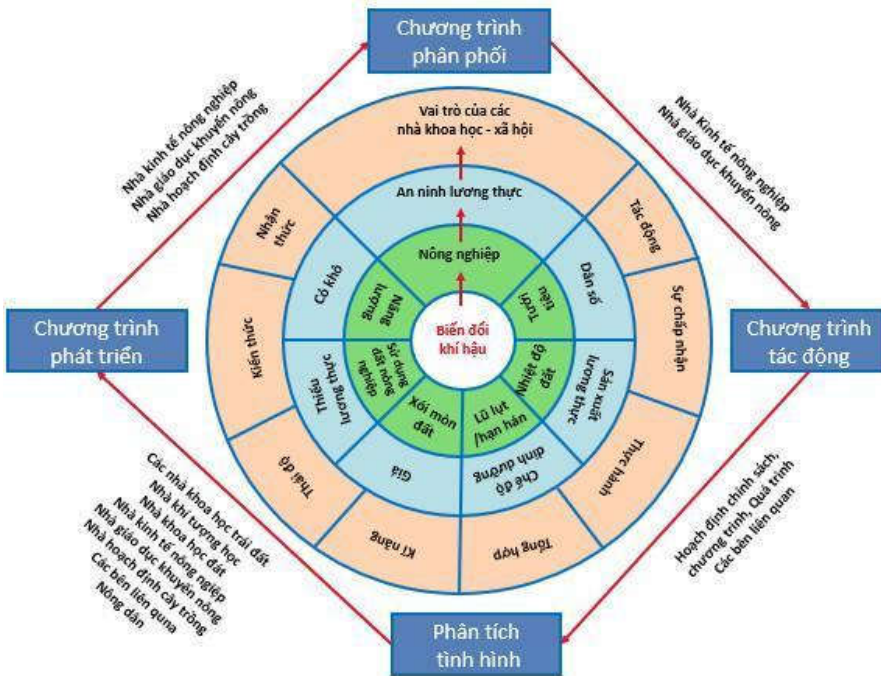 Chương trình
phân phối
Nhà kinh tế nông nghiệp
Nhà giáo dục khuyến nông
Nhà hoạch định cây trồng
Nhà Kinh tế nông nghiệp
Nhà giáo dục khuyến nông
Vai trò của các
nhà khoa học - xã hội
Nhận
thức
Tác động
An ninh lương thực
Cỏ khô
Dân số
Nông nghiệp
Năng
lượng
Tưới
tiêu
Chương trình
phát triển
Kiến thức
Thiếu
lương thực
Sử dụng
đất nông
nghiệp
Biến đổi
khí hậu
Nhiệt độ
đất
Sản xuất
lương thực
Sự chấp nhận
Chương trình
tác động
Xói mòn
đất
Lũ lụt
/hạn hán
Thái độ
Giá
Chế độ
dinh dưỡng
Thực hành
Kĩ năng
Tổng hợp
Các nhà khoa học trái đất
Nhà khí tượng học
Nhà khoa học đất
Nhà kinh tế nông ngiệp
Nhà giáo dục khuyến nông
Nhà hoạch định cây trồng
Các bên liên quna
Nông dân
Hoạch định chính sách,
chương trình, Quá trình
Các bên liên quan
Phân tích
tình hình